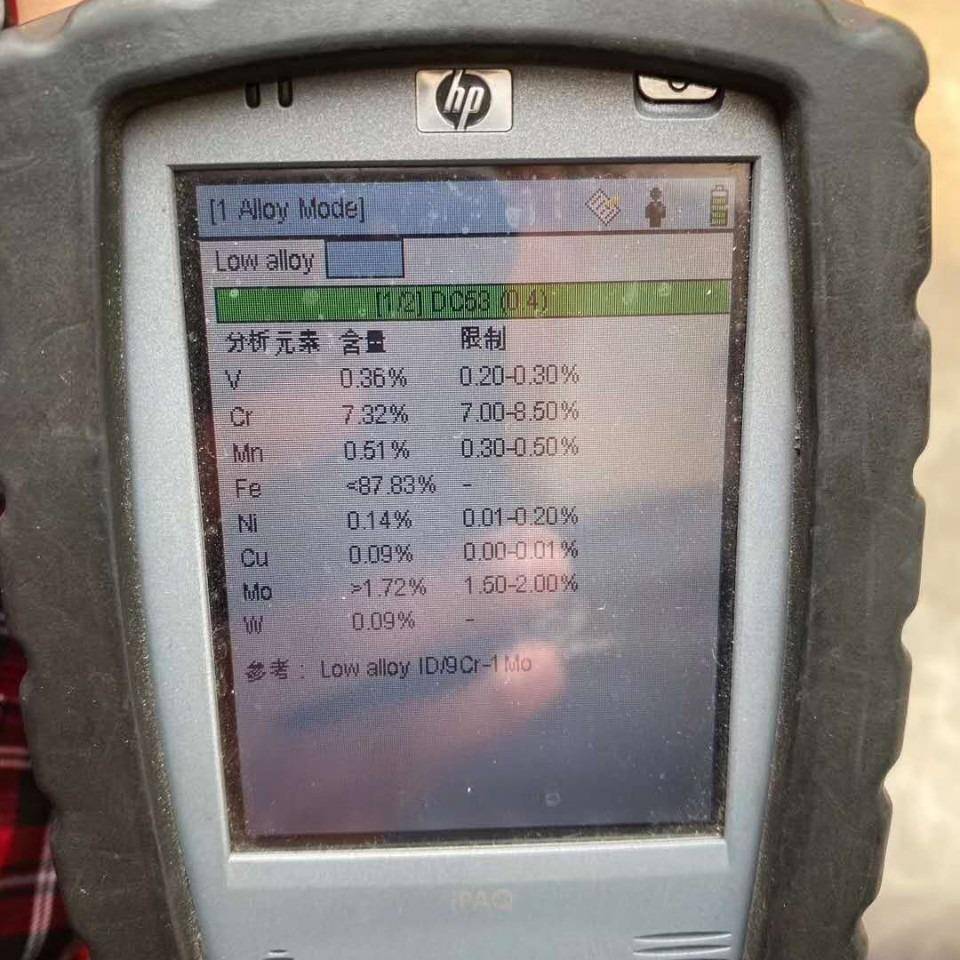 hp
[1 Alloy Mode]
Low alloy
[1/2] DC53 (0.4)
分析元素 含量 限制
V 0.36% 0.20-0.30%
Cr 7.32% 7.00-8.50%
Mn 0.51% 0.30-0.50%
Fe <87.83% -
Ni 0.14% 0.01-0.20%
Cu 0.09% 0.00-0.01%
Mo >1.72% 1.50-2.00%
W 0.09% -
參考 : Low alloy ID/9Cr-1Mo
iPAQ